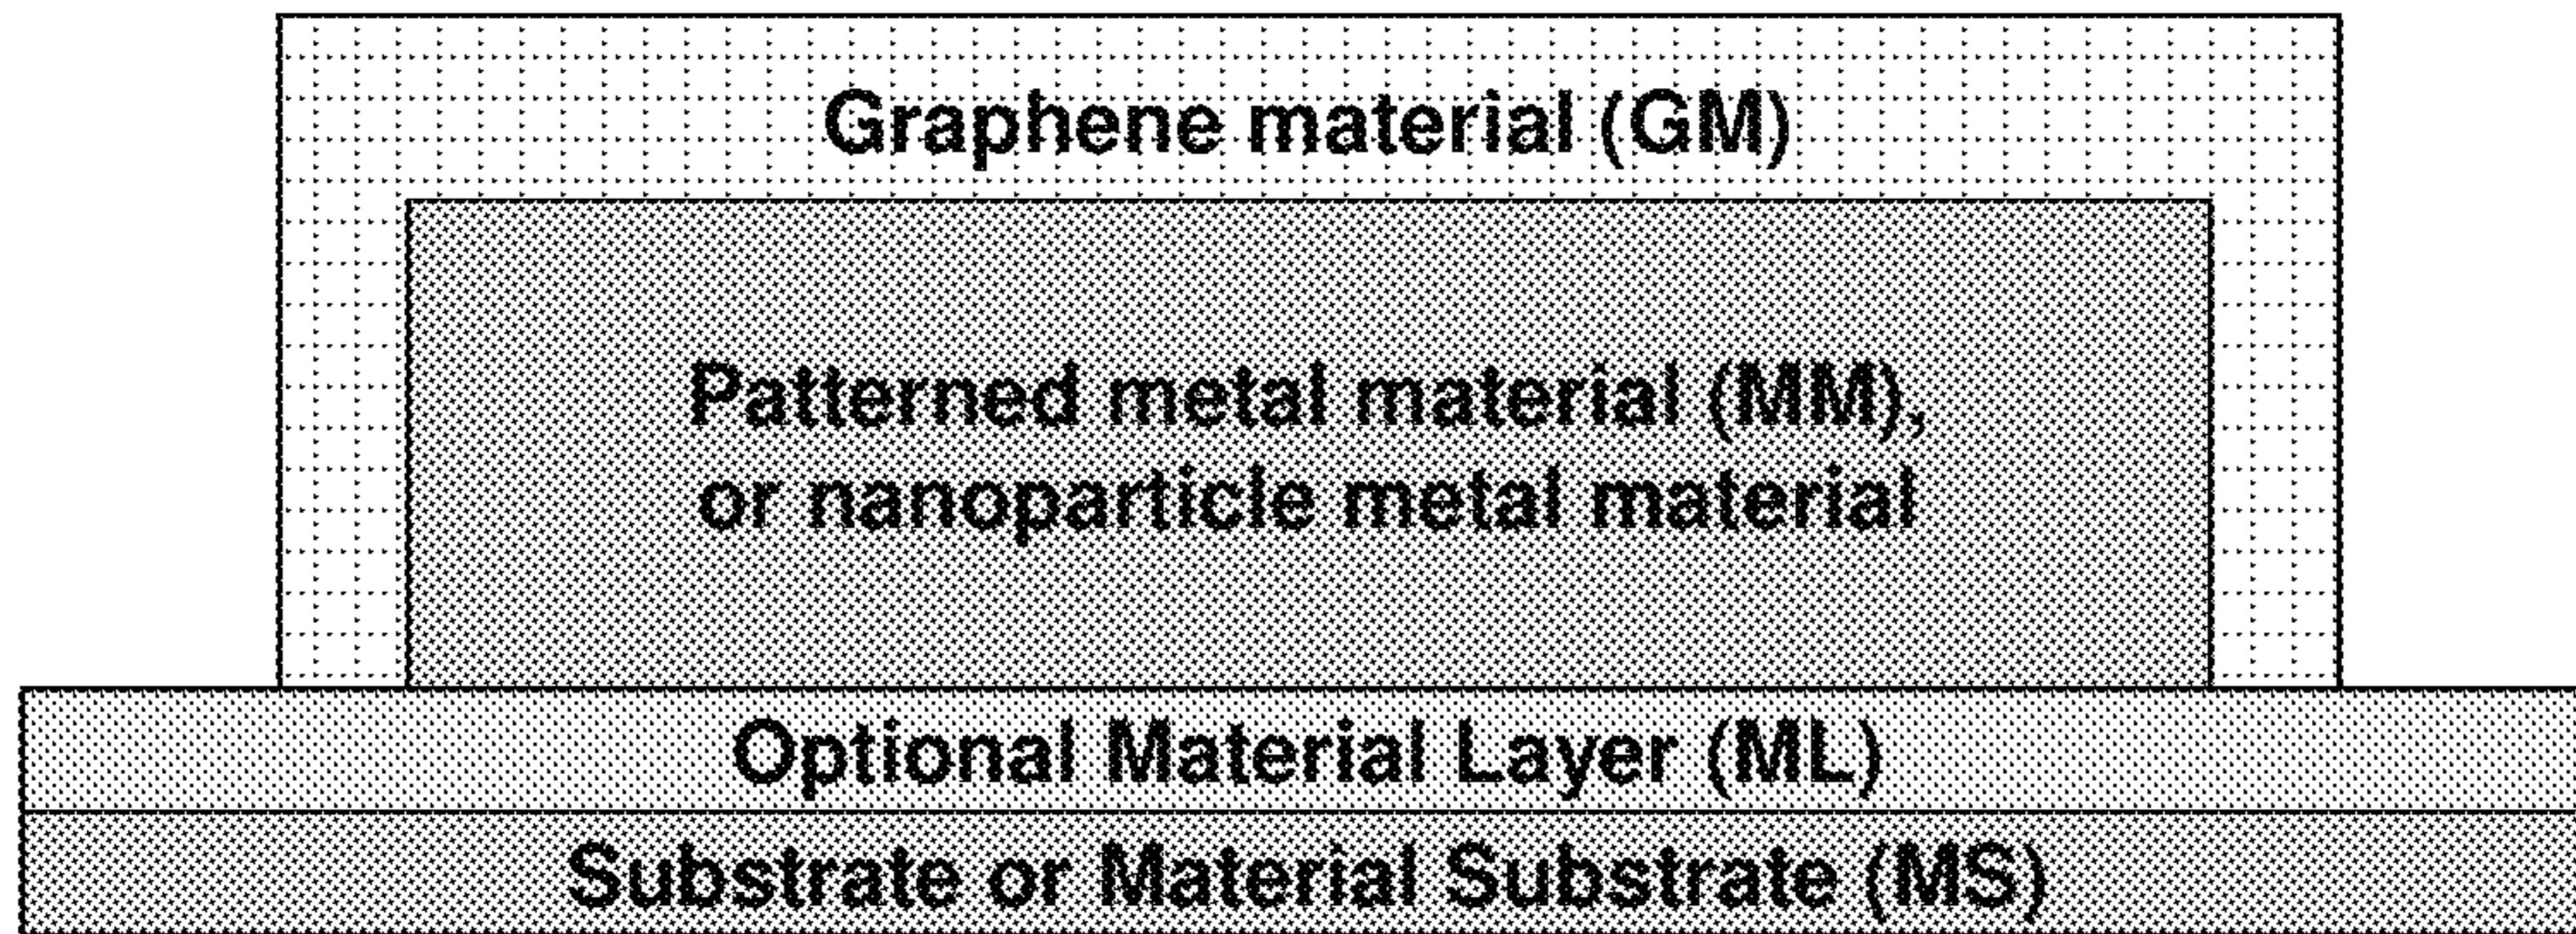 Graphene material (GM)
Patterned metal material (MM),
or nanoparticle metal material
Optional Material Layer (ML)
Substrate or Material Substrate (MS)